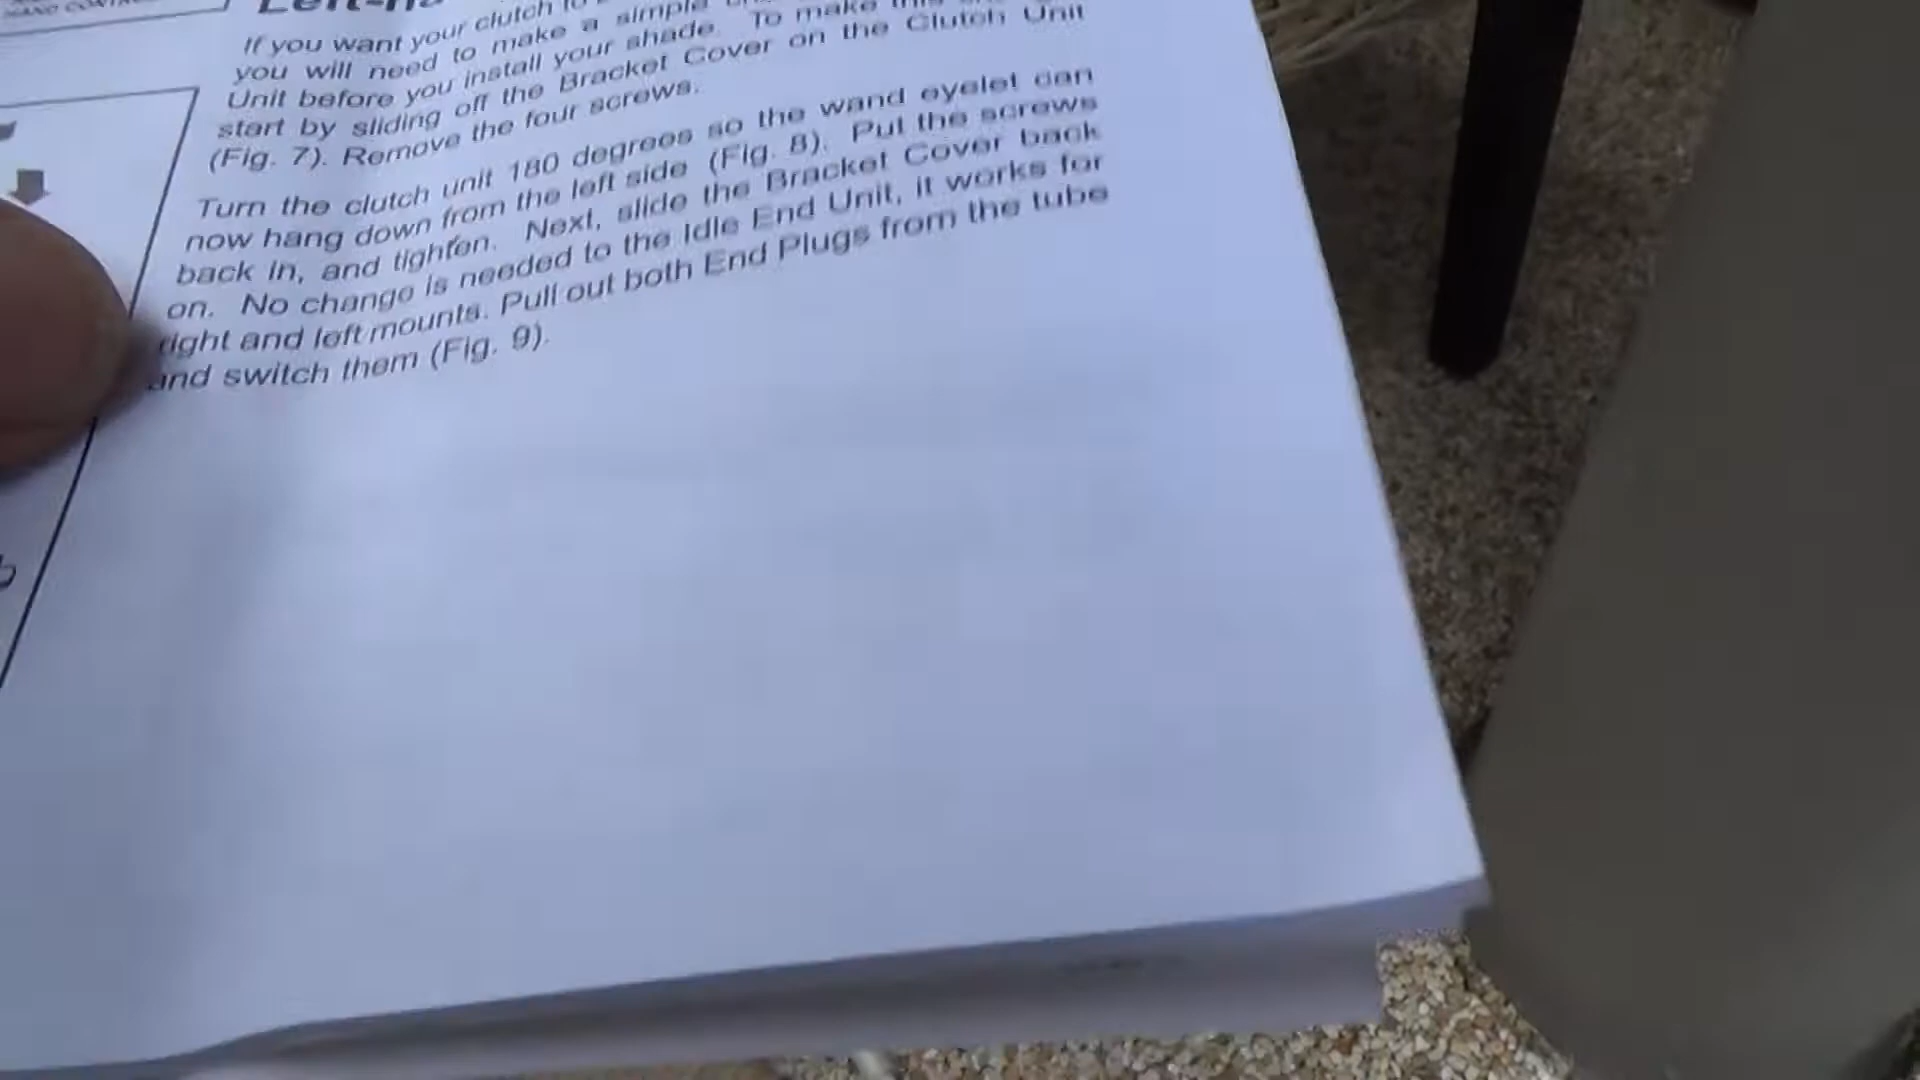 If you want your clutch to
you will need to make a simple
Unit before you install your shade. To make
start by sliding off the Bracket Cover on the Clutch Unit
(Fig. 7). Remove the four screws.
Turn the clutch unit 180 degrees so the wand eyelet can
now hang down from the left side (Fig. 8). Put the screws
back in, and tighten. Next, slide the Bracket Cover back
on. No change is needed to the Idle End Unit, it works for
right and left mounts. Pull out both End Plugs from the tube
and switch them (Fig. 9).